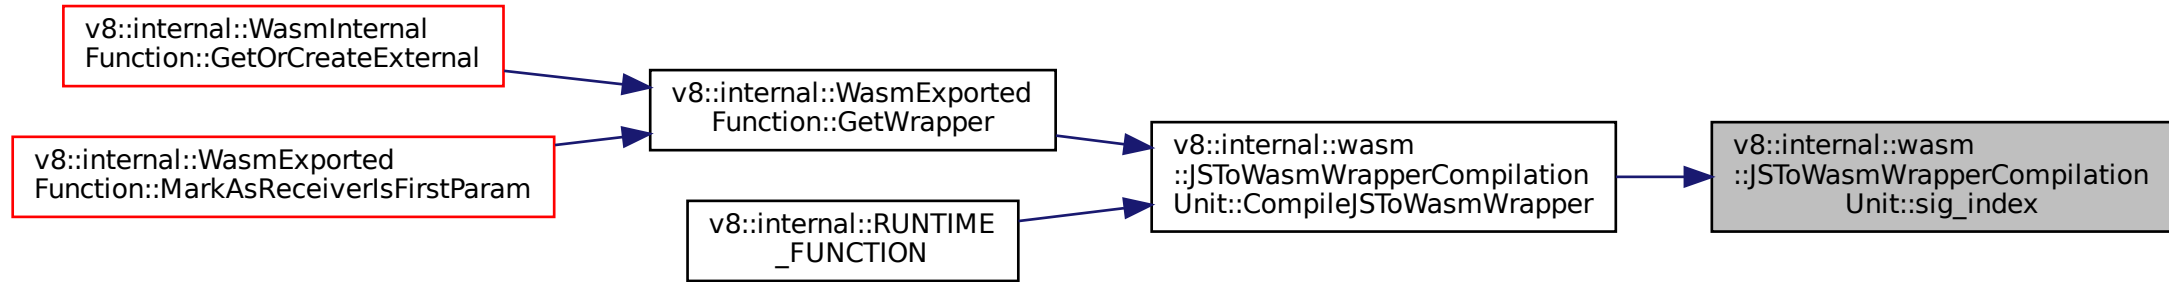 v8::internal::WasmInternal
Function::GetOrCreateExternal
v8::internal::WasmExported
Function::MarkAsReceiverIsFirstParam
v8::internal::WasmExported
Function::GetWrapper
v8::internal::RUNTIME
_FUNCTION
v8::internal::wasm
::JSToWasmWrapperCompilation
Unit::CompileJSToWasmWrapper
v8::internal::wasm
::JSToWasmWrapperCompilation
Unit::sig_index